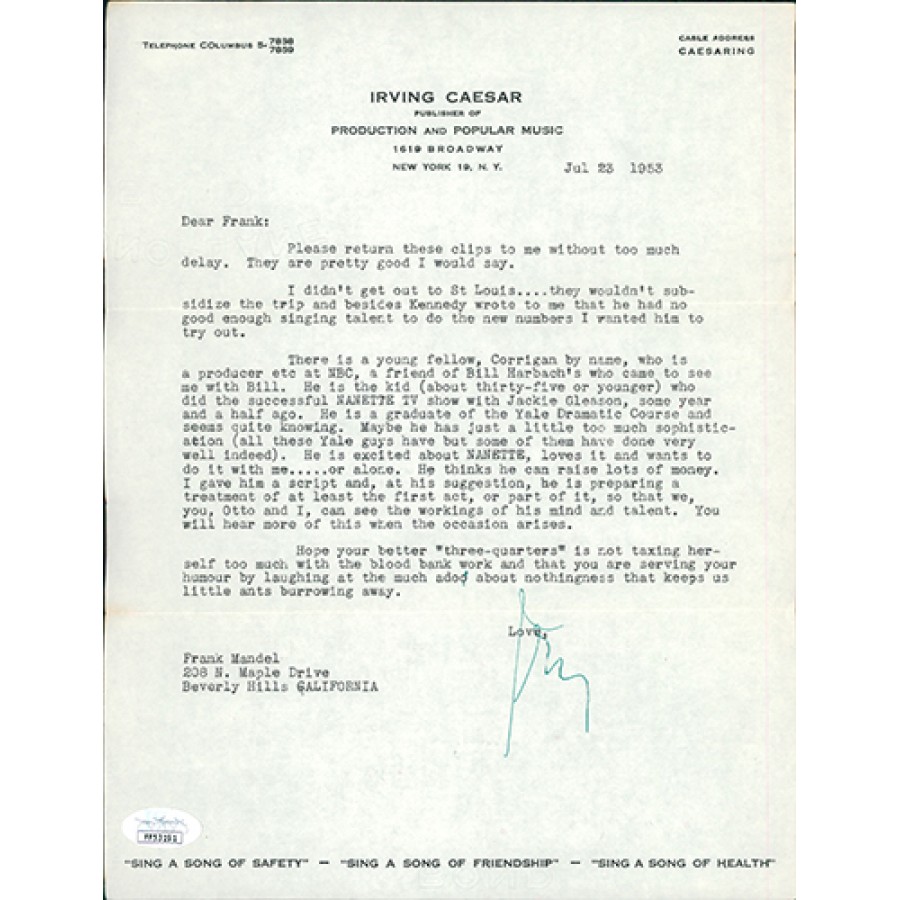 TELEPHONE COLUMBUS 5-7858
7859
CABLE ADDRESS
CAESARING
IRVING CAESAR
PUBLISHER OF
PRODUCTION AND POPULAR MUSIC
1619 BROADWAY
NEW YORK 19, N. Y.
Jul 23 1953
Dear Frank:
Please return these clips to me without too much
delay. They are pretty good I would say.
I didn't get out to St Louis....they wouldn't sub-
sidize the trip and besides Kennedy wrote to me that he had no
good enough singing talent to do the new numbers I wanted him to
try out.
There is a young fellow, Corrigan by name, who is
a producer etc at NBC, a friend of Bill Harbach's who came to see
me with Bill. He is the kid (about thirty-five or younger) who
did the successful NANETTE TV show with Jackie Gleason, some year
and a half ago. He is a graduate of the Yale Dramatic Course and
seems quite knowing. Maybe he has just a little too much sophistic-
ation (all these Yale guys have but some of them have done very
well indeed). He is excited about NANETTE, loves it and wants to
do it with me.....or alone. He thinks he can raise lots of money.
I gave him a script and, at his suggestion, he is preparing a
treatment of at least the first act, or part of it, so that we,
you, Otto and I, can see the workings of his mind and talent. You
will hear more of this when the occasion arises.
Hope your better "three-quarters" is not taxing her-
self too much with the blood bank work and that you are serving your
humour by laughing at the much ado about nothingness that keeps us
little ants burrowing away.
Love,
Frank Mandel
208 N. Maple Drive
Beverly Hills CALIFORNIA
"SING A SONG OF SAFETY" — "SING A SONG OF FRIENDSHIP" — "SING A SONG OF HEALTH"